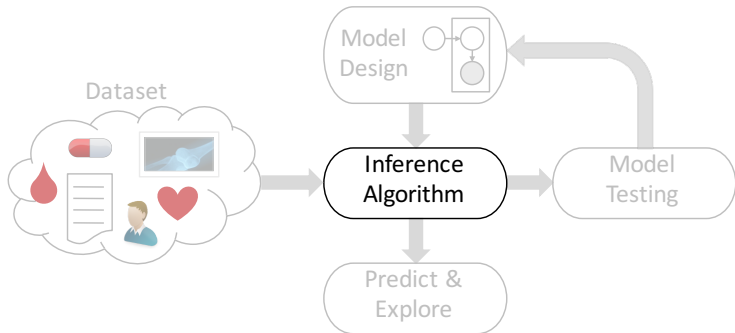 Model
Design
Dataset
Inference
Algorithm
Model
Testing
Predict &
Explore